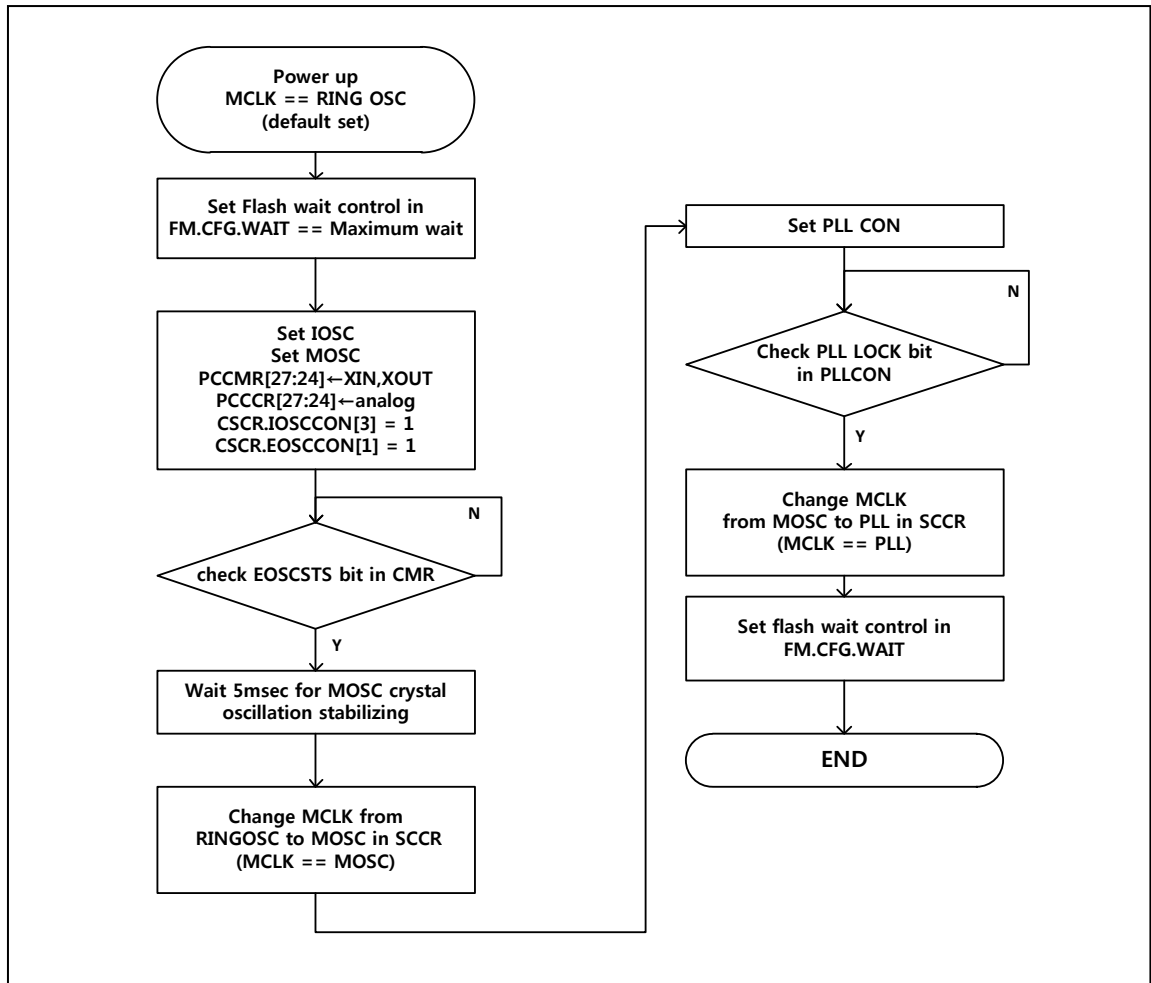 Power up
MCLK == RING OSC
(default set)
Set Flash wait control in
FM.CFG.WAIT == Maximum wait
Set IOSC
Set MOSC
PCCMR[27:24]←XIN,XOUT
PCCCR[27:24]←analog
CSCR.IOSCCON[3] = 1
CSCR.EOSCCON[1] = 1
N
check EOSCSTS bit in CMR
Y
Wait 5msec for MOSC crystal
oscillation stabilizing
Change MCLK from
RINGOSC to MOSC in SCCR
(MCLK == MOSC)
Set PLL CON
N
Check PLL LOCK bit
in PLLCON
Y
Change MCLK
from MOSC to PLL in SCCR
(MCLK == PLL)
Set flash wait control in
FM.CFG.WAIT
END